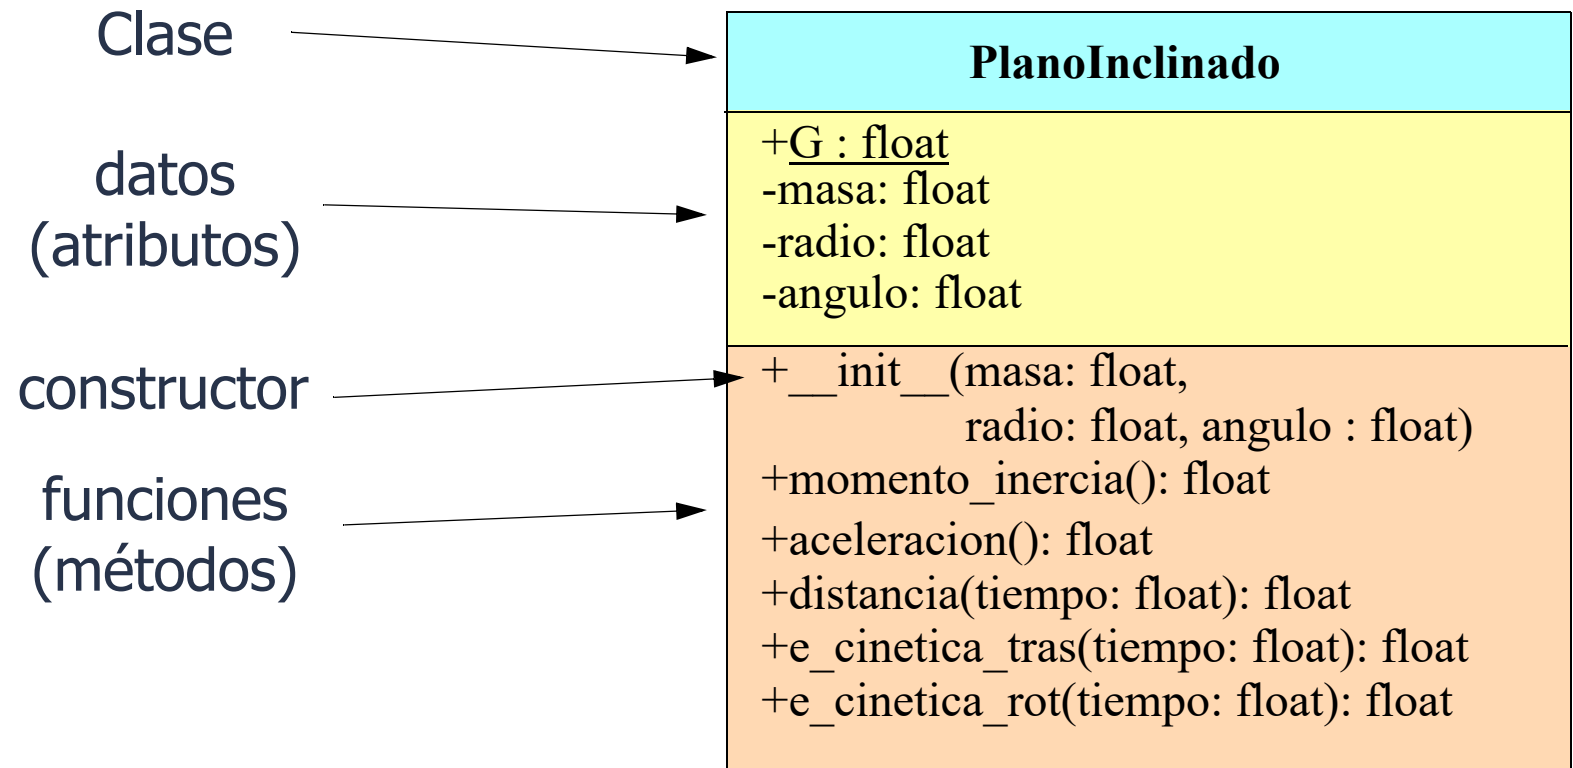 Clase
datos
(atributos)
constructor
funciones
(métodos)
PlanoInclinado
+G : float
-masa: float
-radio: float
-angulo: float
+__init__(masa: float,
radio: float, angulo : float)
+momento_inercia(): float
+aceleracion(): float
+distancia(tiempo: float): float
+e_cinetica_tras(tiempo: float): float
+e_cinetica_rot(tiempo: float): float